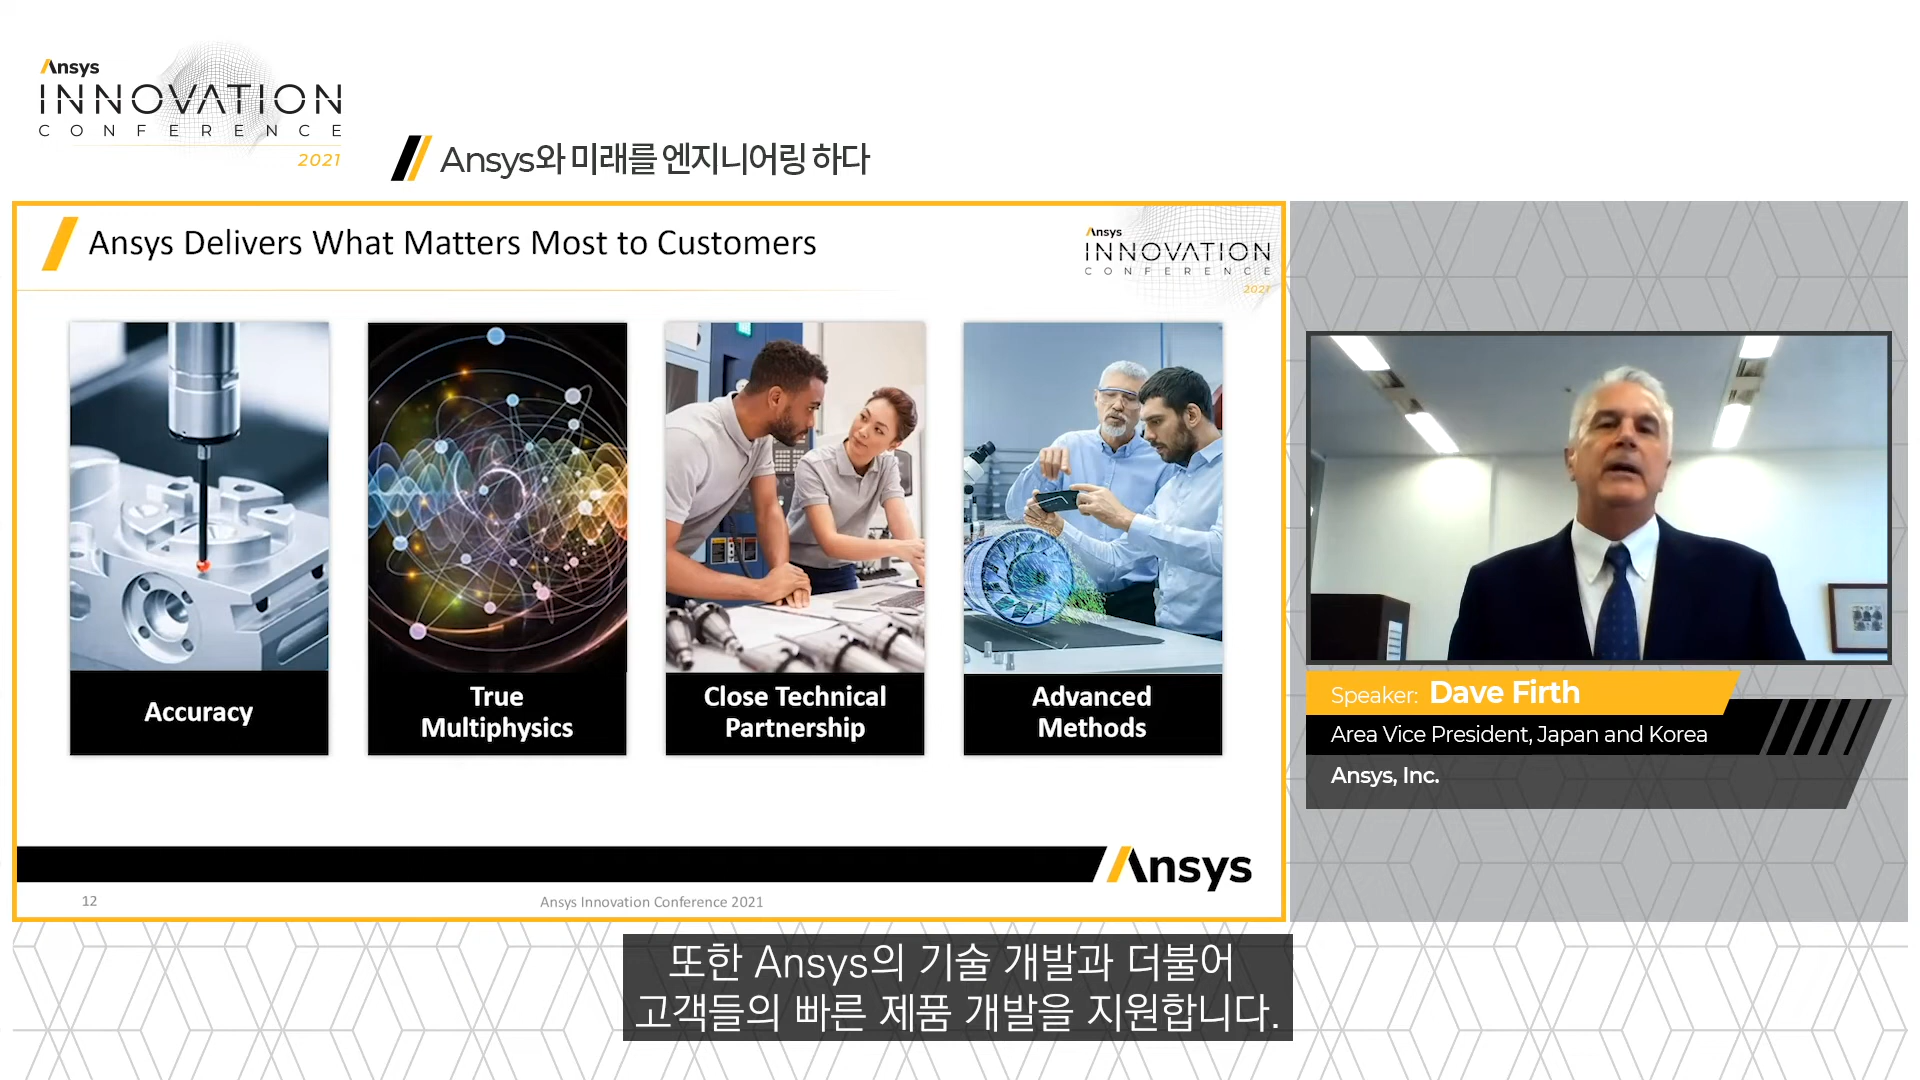 Ansys
INNOVATION
CONFERENCE
2021
Ansys와 미래를 엔지니어링 하다
Ansys Delivers What Matters Most to Customers
Ansys
INNOVATION
CONFERENCE
2021
Accuracy
True
Multiphysics
Close Technical
Partnership
Advanced
Methods
Ansys
12
Ansys Innovation Conference 2021
Speaker: Dave Firth
Area Vice President, Japan and Korea
Ansys, Inc.
또한 Ansys의 기술 개발과 더불어
고객들의 빠른 제품 개발을 지원합니다.